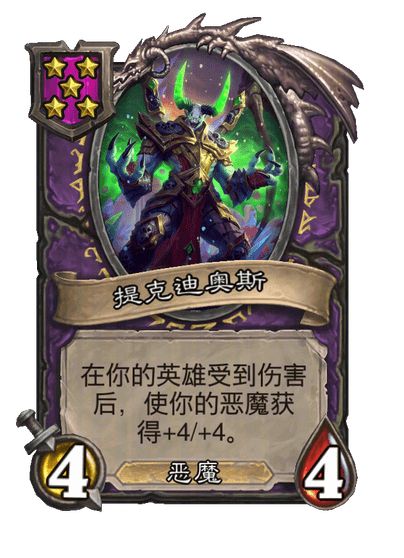 提克迪奥斯
在你的英雄受到伤害
后，使你的恶魔获
得+4/+4。
4
恶魔
4